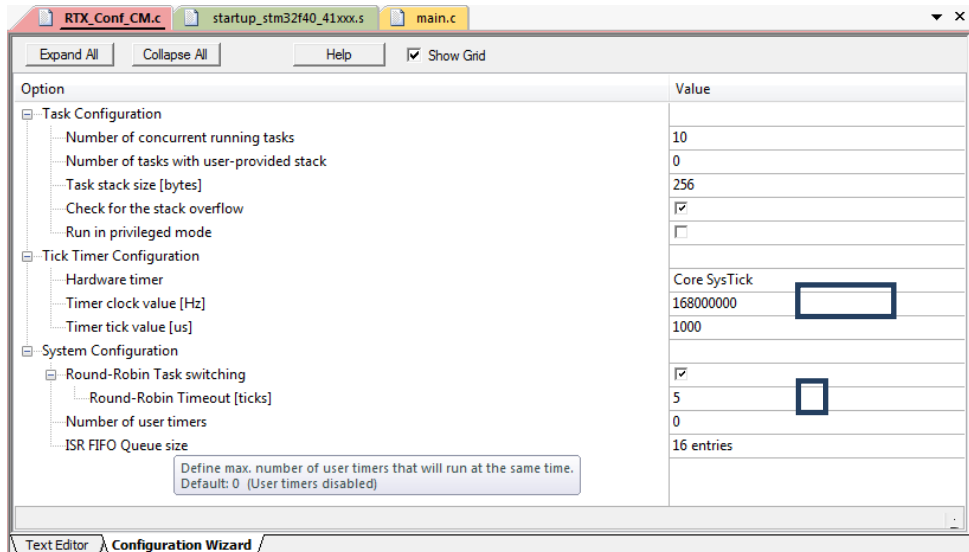 RTX_Conf_CM.c startup_stm32f40_41xxx.s main.c
Expand All Collapse All Help Show Grid
Option Value
Task Configuration
Number of concurrent running tasks 10
Number of tasks with user-provided stack 0
Task stack size [bytes] 256
Check for the stack overflow
Run in privileged mode
Tick Timer Configuration
Hardware timer Core SysTick
Timer clock value [Hz] 168000000
Timer tick value [us] 1000
System Configuration
Round-Robin Task switching
Round-Robin Timeout [ticks] 5
Number of user timers 0
ISR FIFO Queue size 16 entries
Define max. number of user timers that will run at the same time.
Default: 0 (User timers disabled)
Text Editor Configuration Wizard